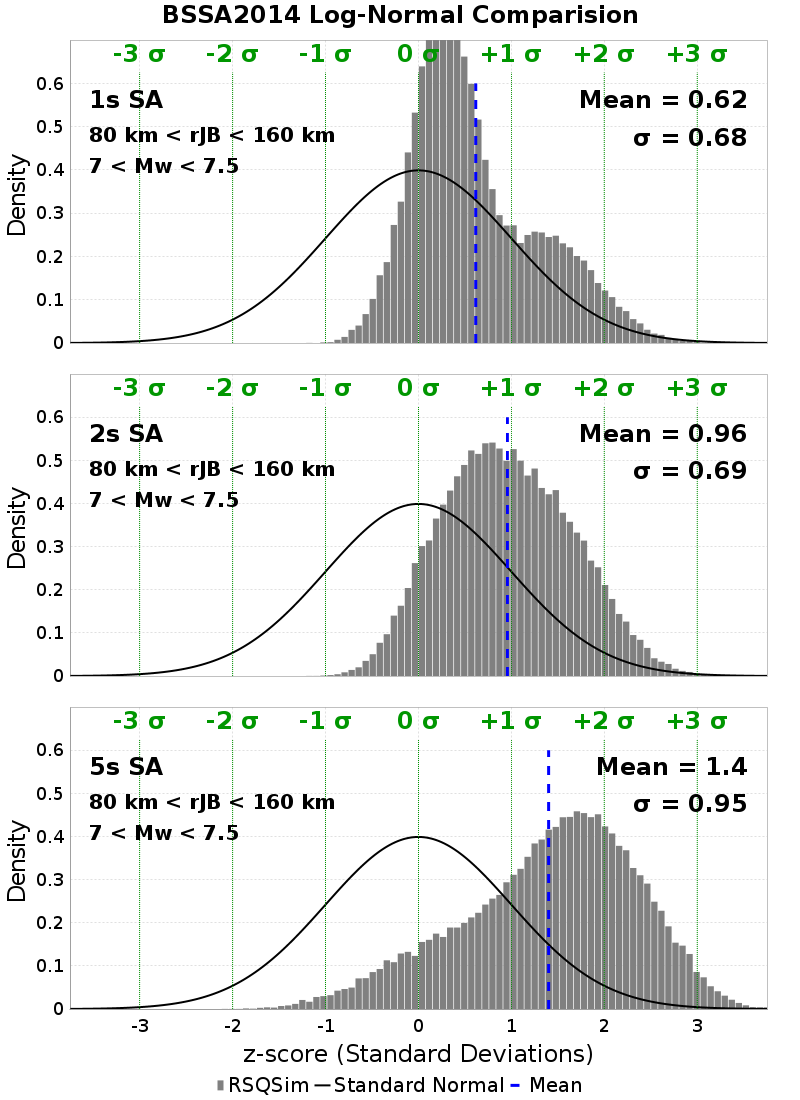 BSSA2014 Log-Normal Comparision
-3 σ -2 σ -1 σ 0 σ +1 σ +2 σ +3 σ
1s SA
80 km < rJB < 160 km
7 < Mw < 7.5
Mean = 0.62
σ = 0.68
Density
0.6
0.5
0.4
0.3
0.2
0.1
0
-3 σ -2 σ -1 σ 0 σ +1 σ +2 σ +3 σ
2s SA
80 km < rJB < 160 km
7 < Mw < 7.5
Mean = 0.96
σ = 0.69
Density
0.6
0.5
0.4
0.3
0.2
0.1
0
-3 σ -2 σ -1 σ 0 σ +1 σ +2 σ +3 σ
5s SA
80 km < rJB < 160 km
7 < Mw < 7.5
Mean = 1.4
σ = 0.95
Density
0.6
0.5
0.4
0.3
0.2
0.1
0
-3 -2 -1 0 1 2 3
z-score (Standard Deviations)
RSQSim Standard Normal Mean